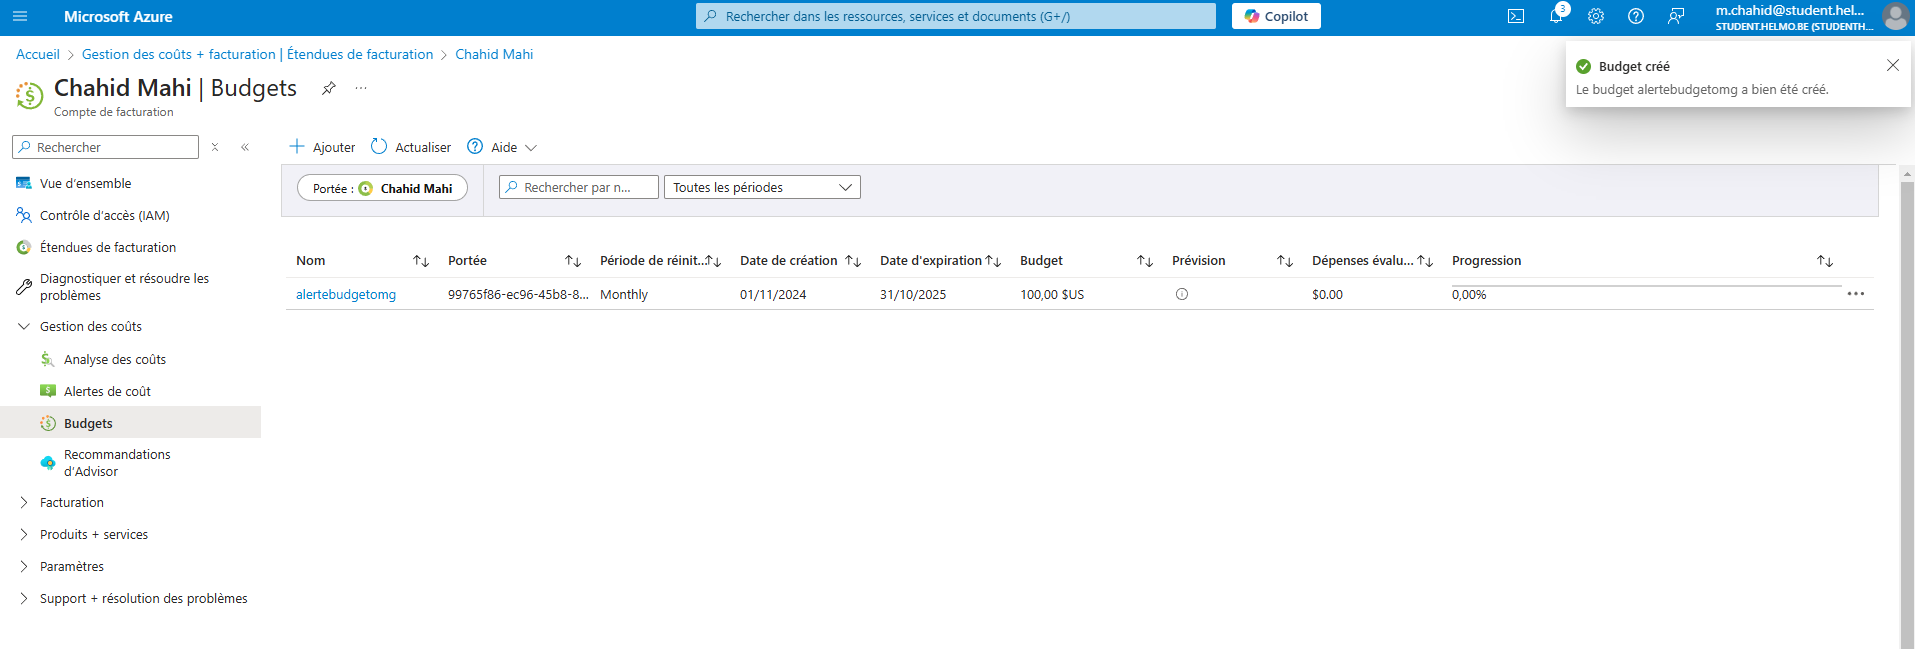 Microsoft Azure
Rechercher dans les ressources, services et documents (G+/)
Copilot
3
m.chahid@student.hel...
STUDENT.HELMO.BE (STUDENTH...
Accueil > Gestion des coûts + facturation | Étendues de facturation > Chahid Mahi
Budget créé
Le budget alertebudgetomg a bien été créé.
Chahid Mahi | Budgets
...
Compte de facturation
Rechercher
Ajouter
Actualiser
Aide
Vue d'ensemble
Contrôle d'accès (IAM)
Étendues de facturation
Diagnostiquer et résoudre les
problèmes
Gestion des coûts
Analyse des coûts
Alertes de coût
Budgets
Recommandations
d'Advisor
Facturation
Produits + services
Paramètres
Support + résolution des problèmes
Portée : Chahid Mahi
Rechercher par n...
Toutes les périodes
Nom Portée Période de réinit... Date de création Date d'expiration Budget Prévision Dépenses évalu... Progression
alertebudgetomg 99765f86-ec96-45b8-8... Monthly 01/11/2024 31/10/2025 100,00 $US $0.00 0,00% ...